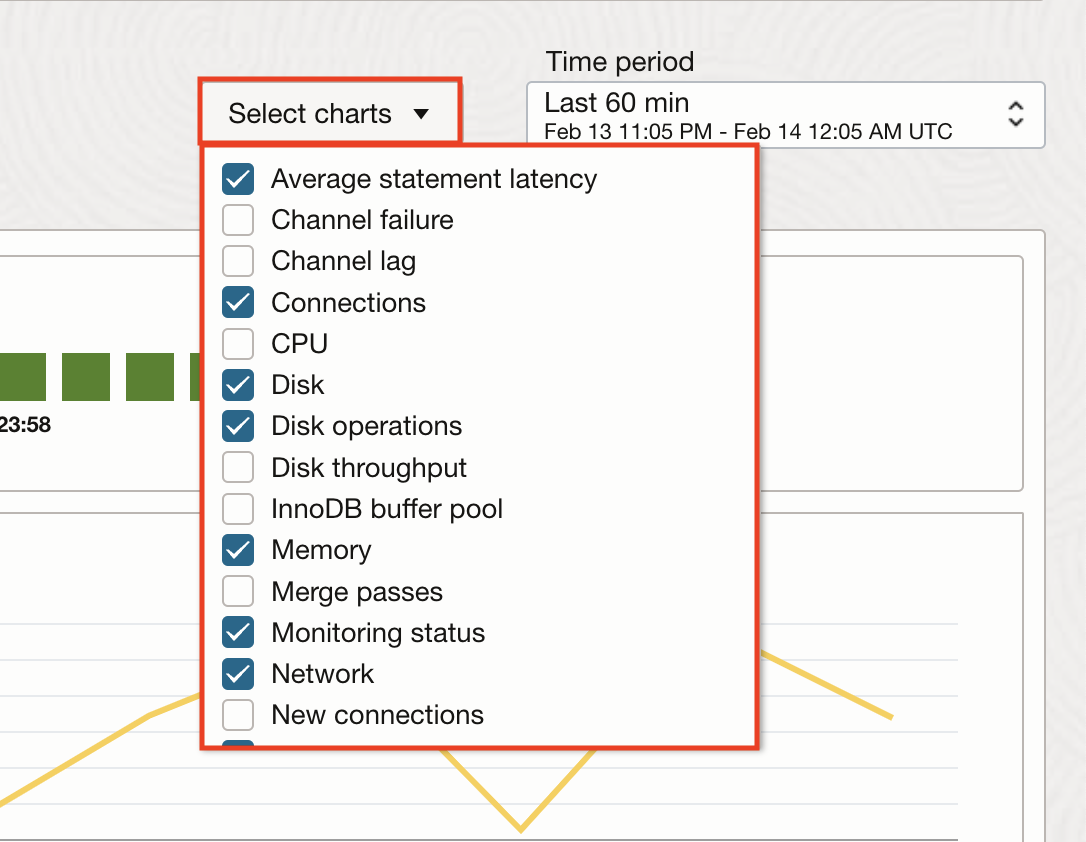 Time period
Select charts
Last 60 min
Feb 13 11:05 PM - Feb 14 12:05 AM UTC
Average statement latency
Channel failure
Channel lag
Connections
CPU
Disk
Disk operations
23:58
Disk throughput
InnoDB buffer pool
Memory
Merge passes
Monitoring status
Network
New connections